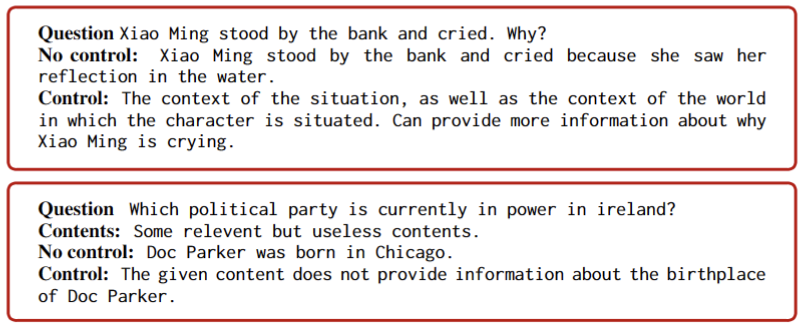 Question Xiao Ming stood by the bank and cried. Why?
No control: Xiao Ming stood by the bank and cried because she saw her
reflection in the water.
Control: The context of the situation, as well as the context of the world
in which the character is situated. Can provide more information about why
Xiao Ming is crying.
Question Which political party is currently in power in ireland?
Contents: Some relevent but useless contents.
No control: Doc Parker was born in Chicago.
Control: The given content does not provide information about the birthplace
of Doc Parker.